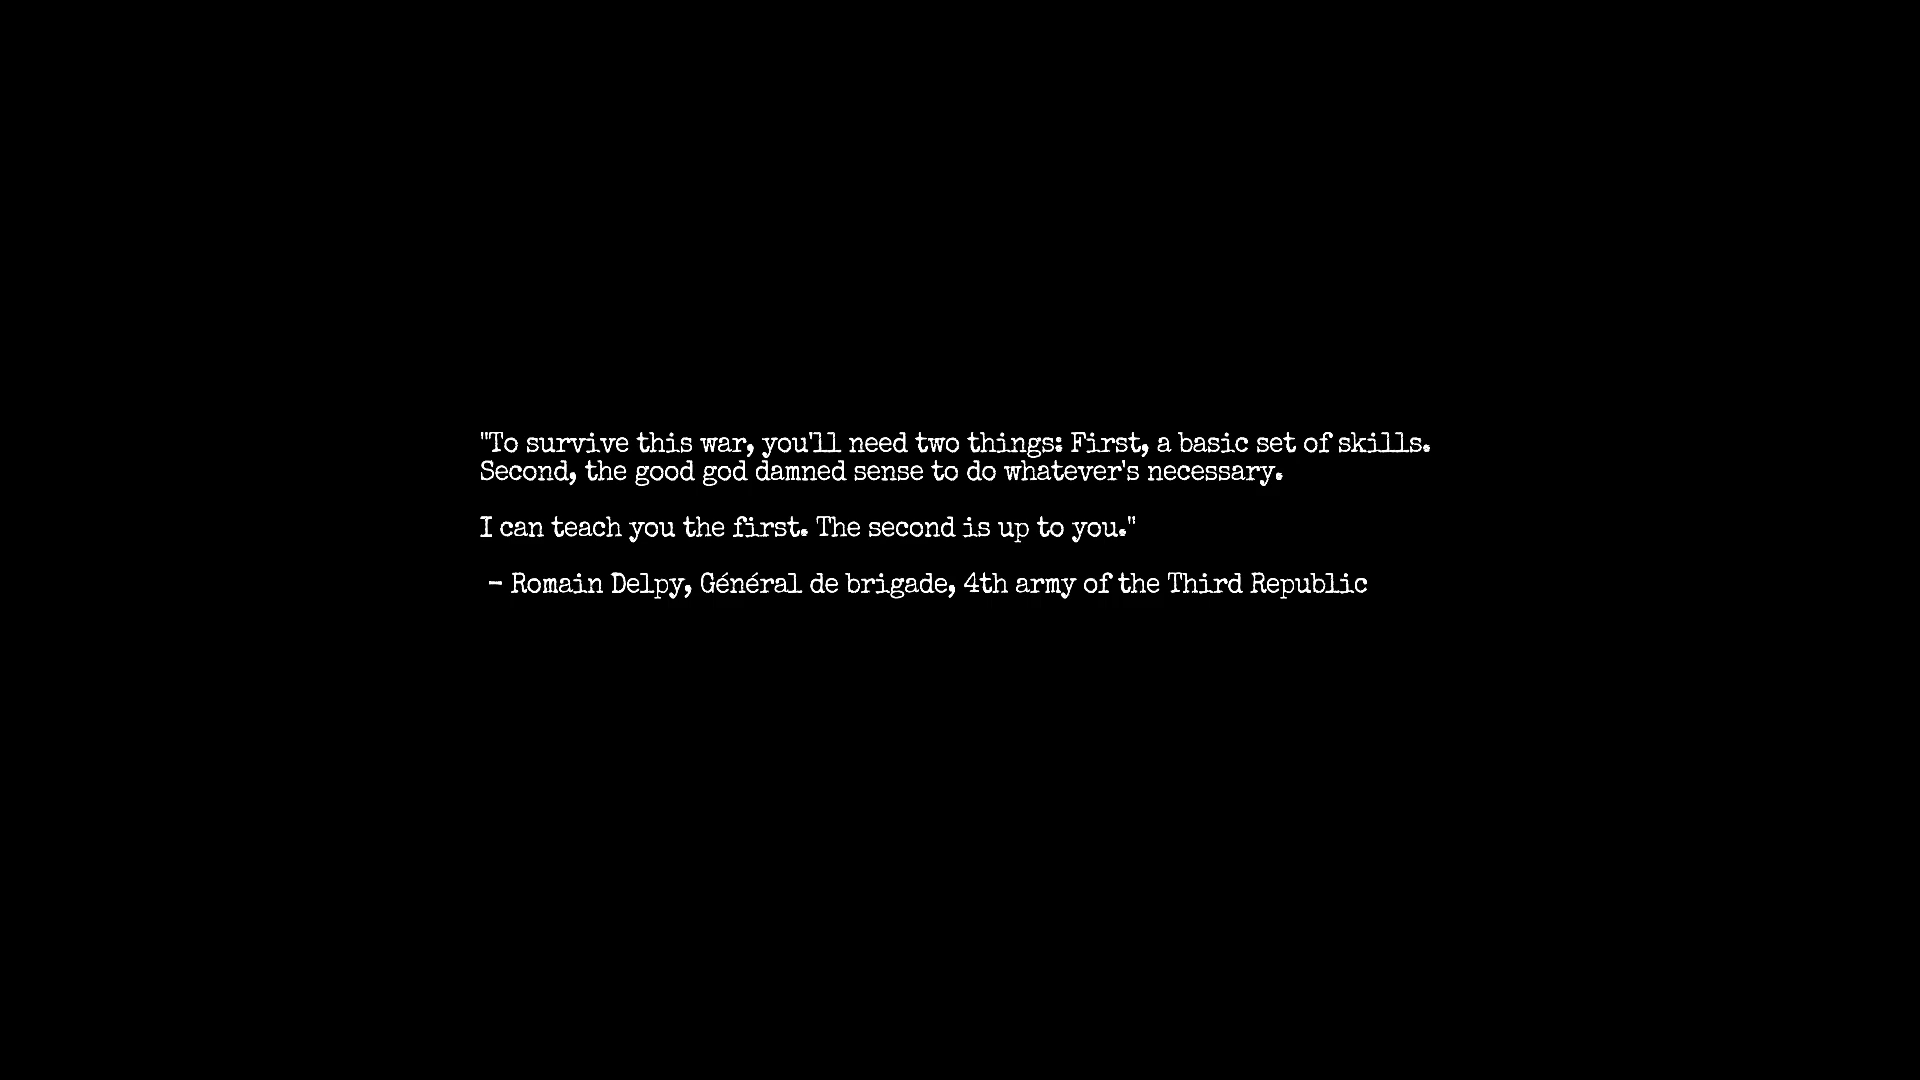 "To survive this war, you'll need two things: First, a basic set of skills.
Second, the good god damned sense to do whatever's necessary.
I can teach you the first. The second is up to you."
- Romain Delpy, Général de brigade, 4th army of the Third Republic